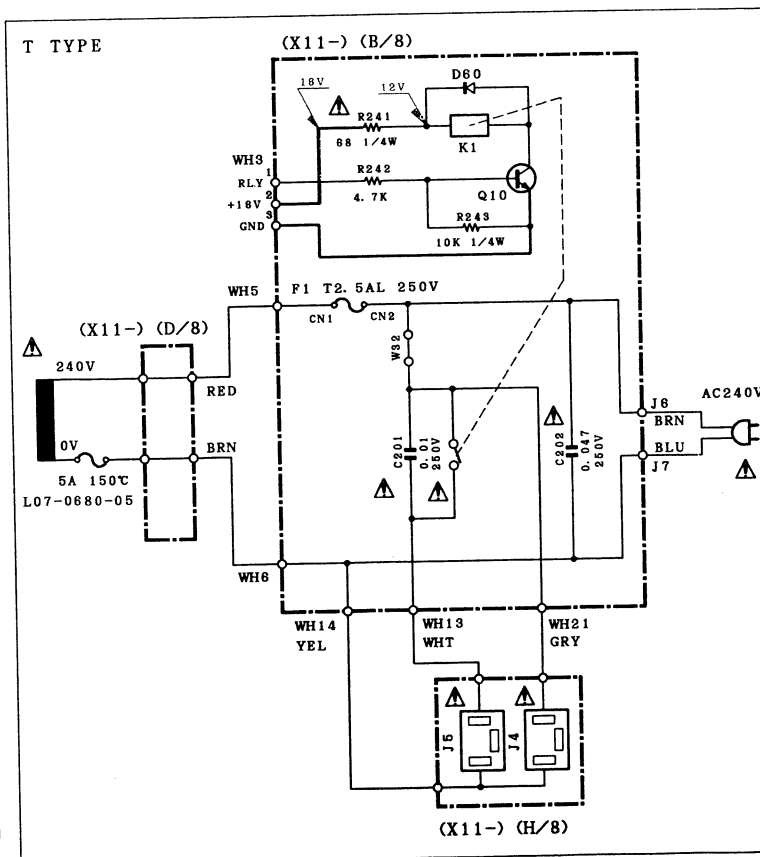 T TYPE
(X11-) (B/8)
D60
18V
12V
R241
68 1/4W
K1
WH3
1
RLY
R242
4.7K
2
+18V
Q10
3
GND
R243
10K 1/4W
WH5
F1 T2.5AL 250V
CN1
CN2
(X11-) (D/8)
W32
240V
RED
J6
AC240V
BRN
C201
0.01
250V
C202
0.047
250V
0V
BRN
BLU
J7
5A 150℃
L07-0680-05
WH6
WH14
YEL
WH13
WHT
WH21
GRY
J5
J4
(X11-) (H/8)